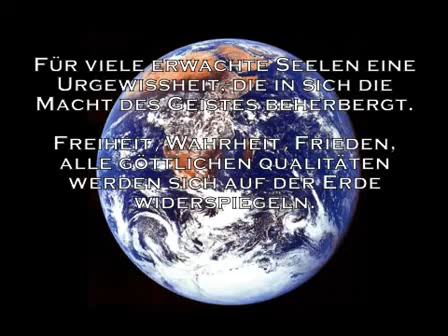 Für viele erwachte Seelen eine
Urgewissheit, die in sich die
Macht des Geistes beherbergt.
Freiheit, Wahrheit, Frieden,
alle göttlichen qualitäten
werden sich auf der Erde
widerspiegeln.